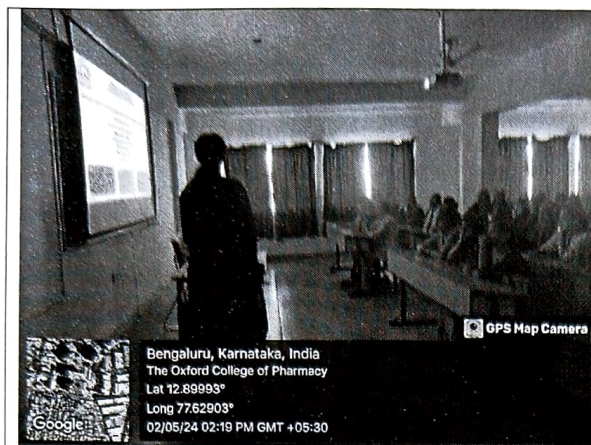 GPS Map Camera
Bengaluru, Karnataka, India
The Oxford College of Pharmacy
Lat 12.89993°
Long 77.62903°
02/05/24 02:19 PM GMT +05:30
Google